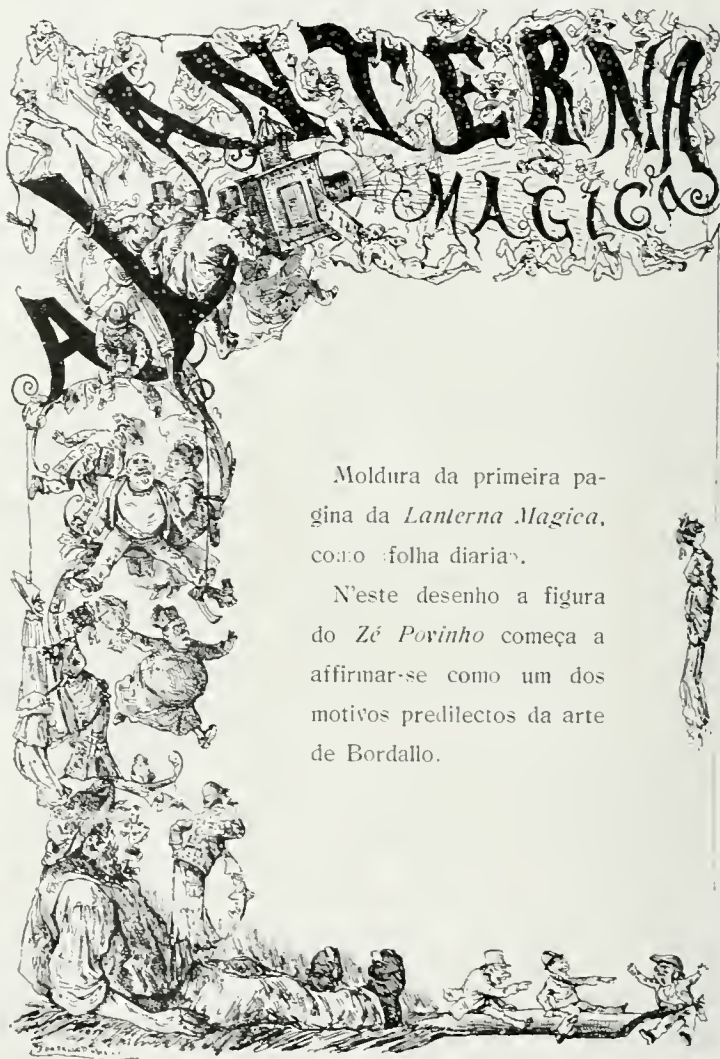 A LANTERNA
MAGICA
Moldura da primeira pa-
gina da Lanterna Magica,
como «folha diaria».
N'este desenho a figura
do Zé Povinho começa a
affirmar-se como um dos
motivos predilectos da arte
de Bordallo.